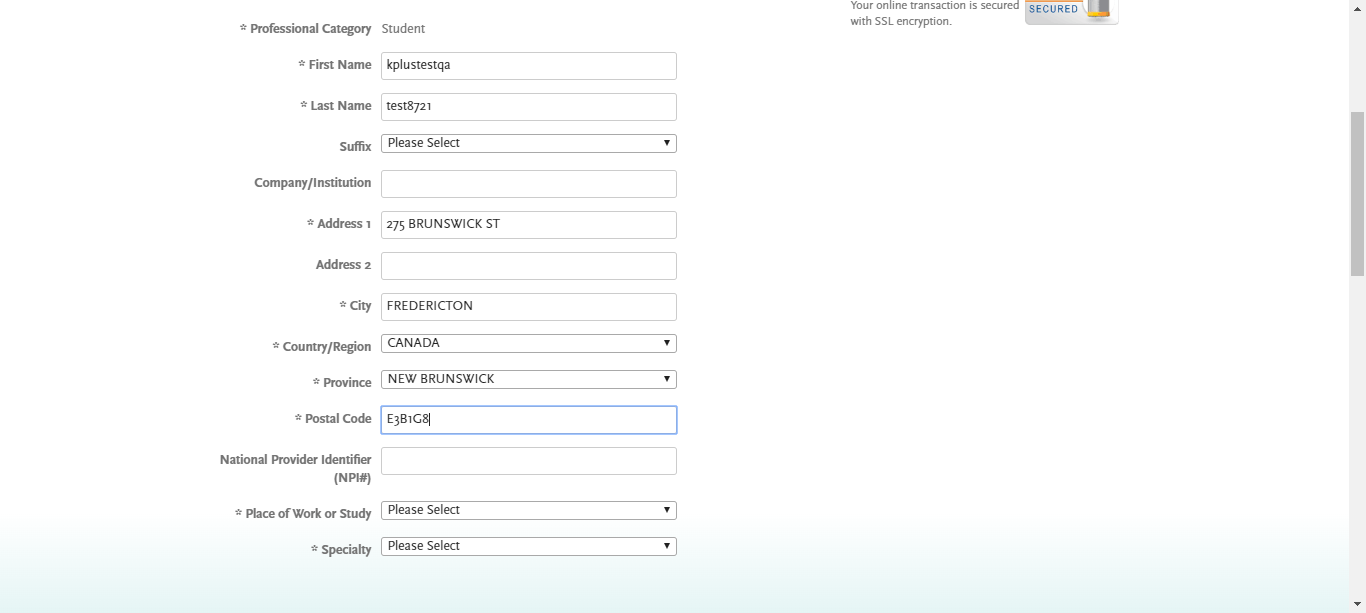 Your online transaction is secured
with SSL encryption.
SECURED
* Professional Category Student
* First Name kplustestqa
* Last Name test8721
Suffix Please Select
Company/Institution
* Address 1 275 BRUNSWICK ST
Address 2
* City FREDERICTON
* Country/Region CANADA
* Province NEW BRUNSWICK
* Postal Code E3B1G8
National Provider Identifier
(NPI#)
* Place of Work or Study Please Select
* Specialty Please Select